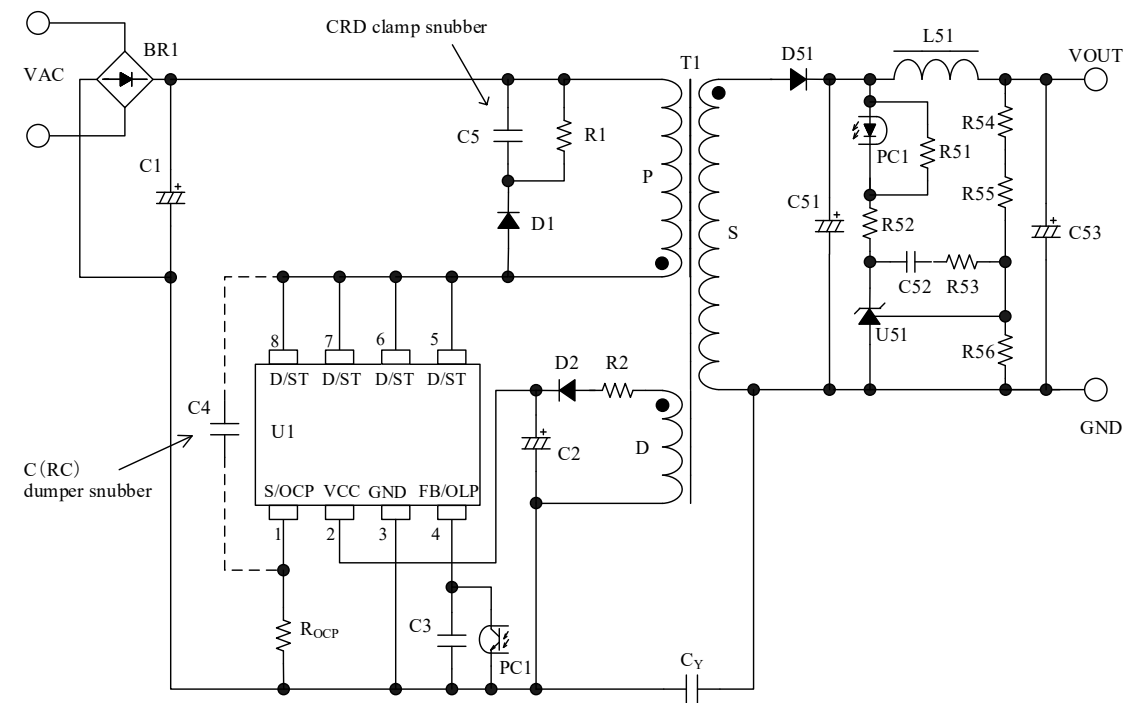 CRD clamp snubber
VAC
BR1
C1
C5
R1
D1
P
T1
S
D51
L51
VOUT
PC1
R51
R54
R55
C51
R52
C53
C52
R53
U51
R56
GND
8
7
6
5
D/ST
D/ST
D/ST
D/ST
C4
U1
C(RC)
dumper snubber
S/OCP
VCC
GND
FB/OLP
1
2
3
4
D2
R2
C2
D
ROCP
C3
PC1
CY